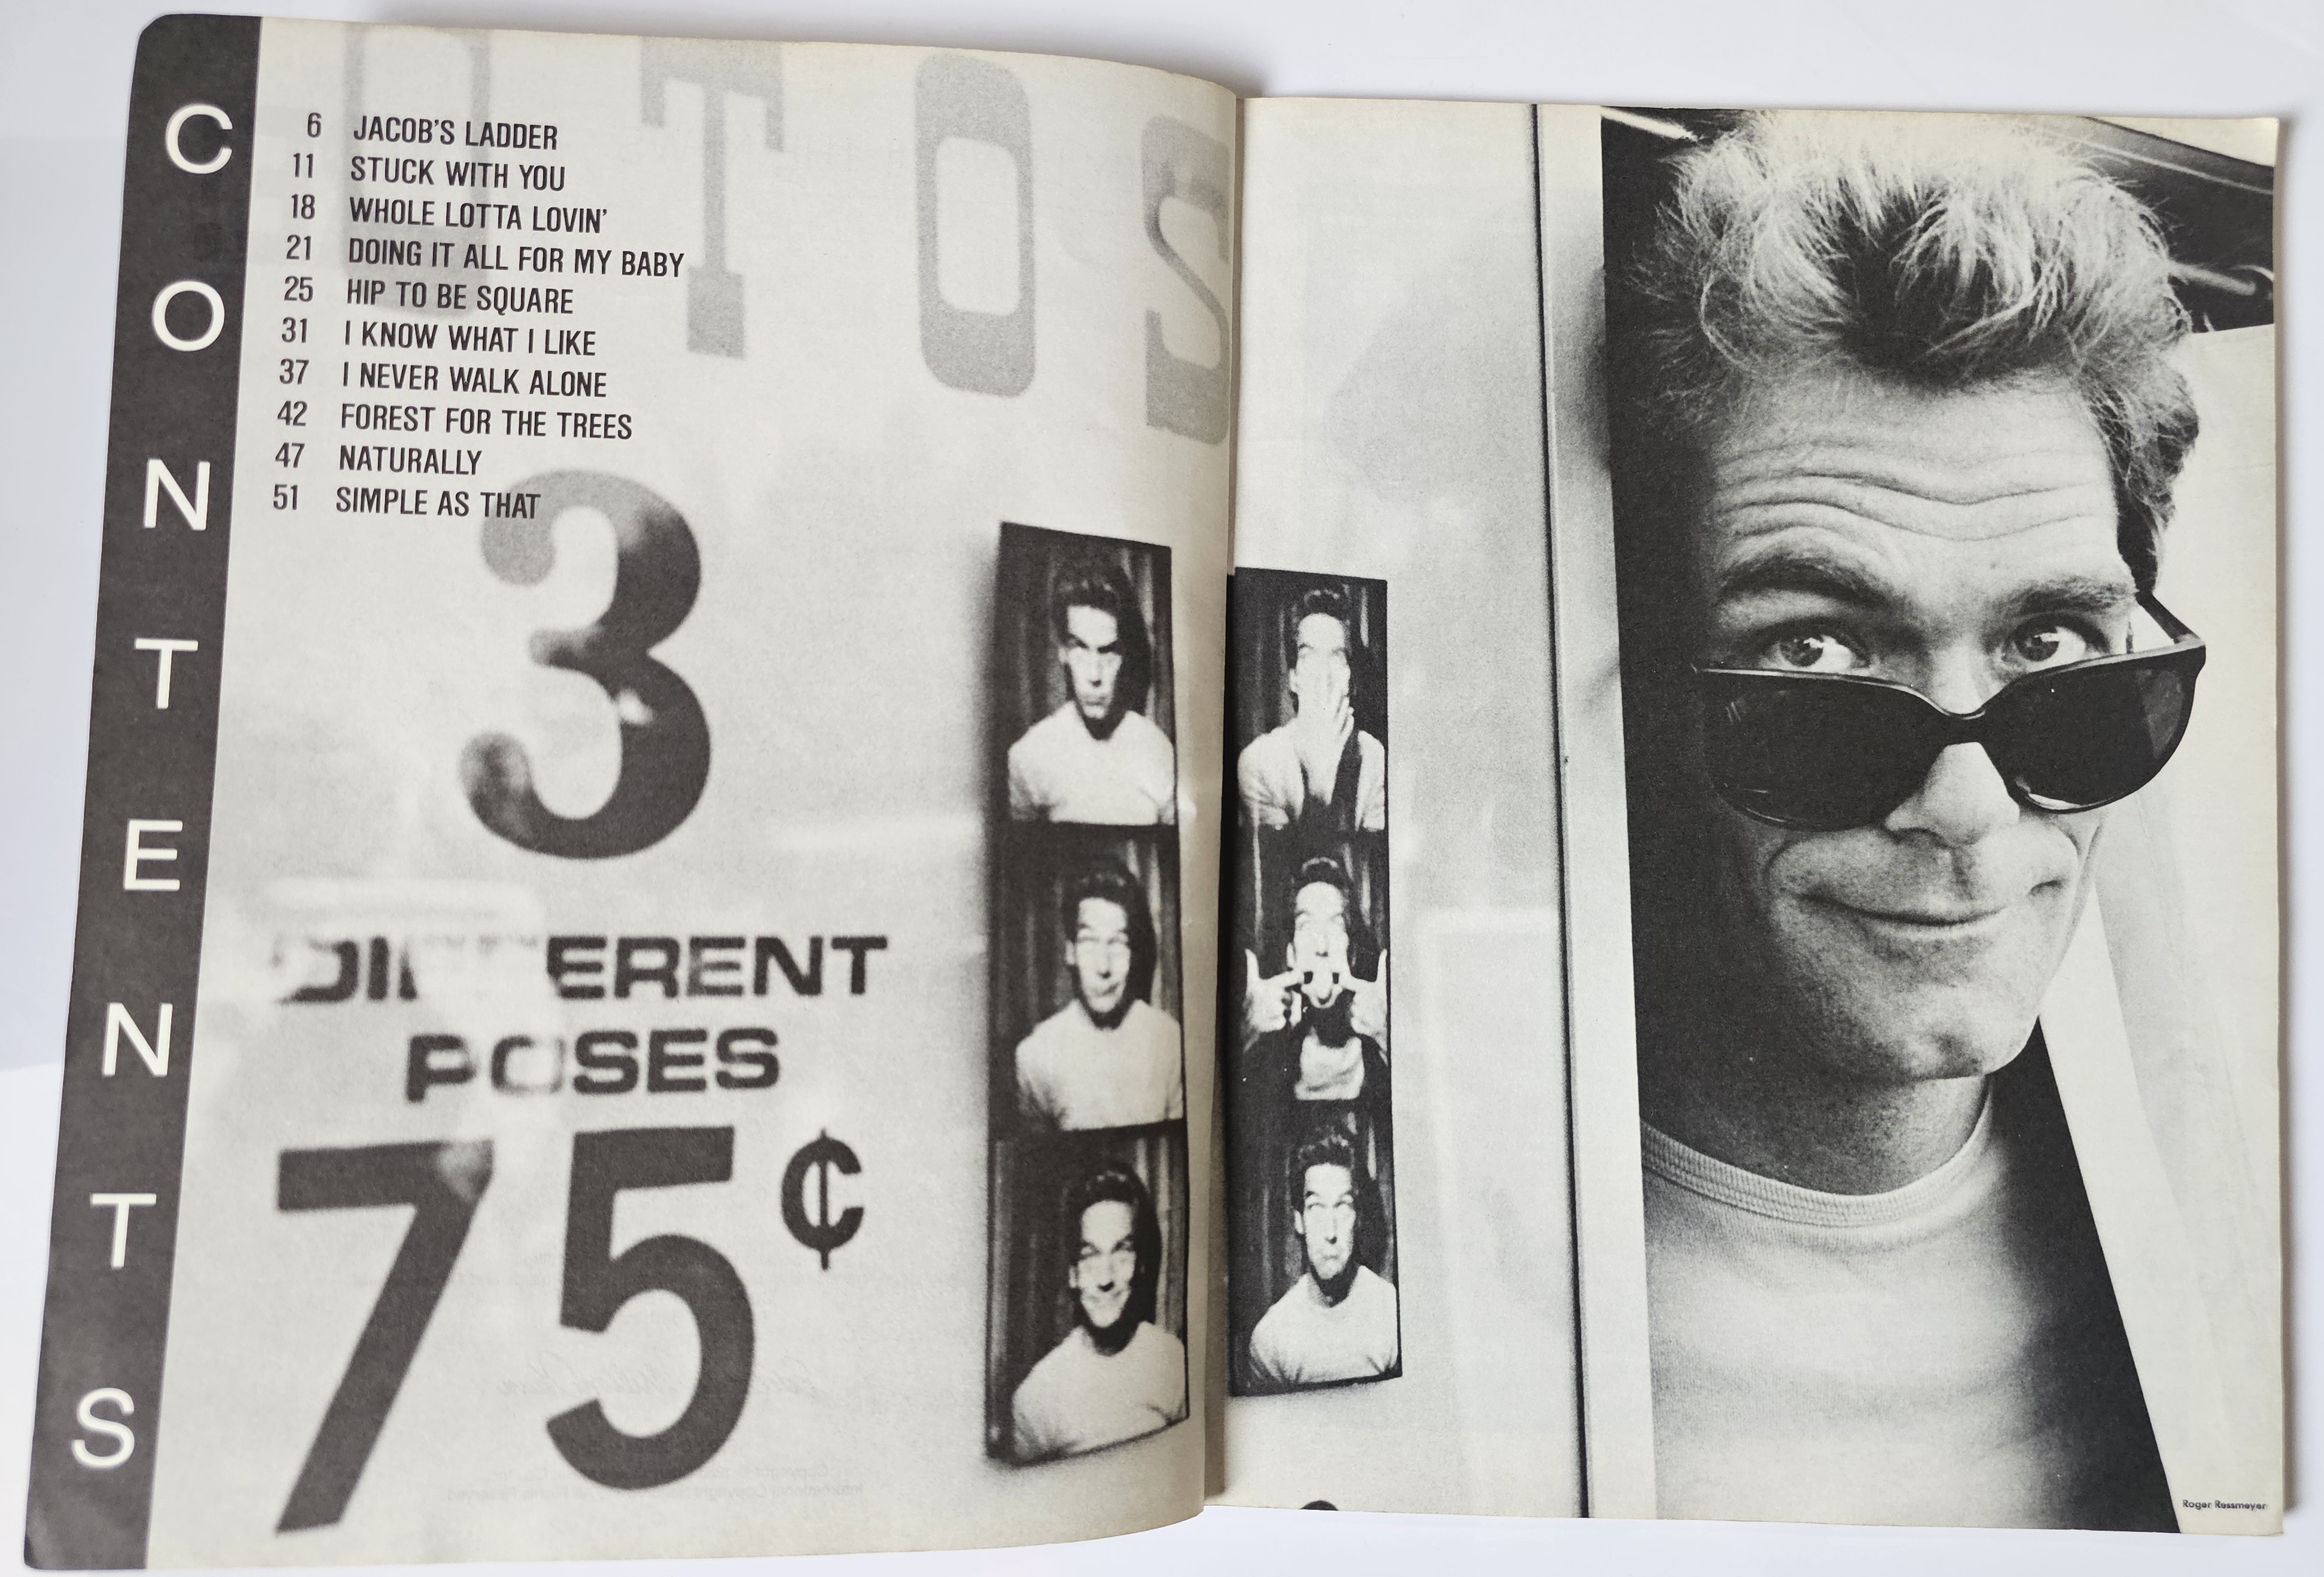 CONTENTS
6 JACOB'S LADDER
11 STUCK WITH YOU
18 WHOLE LOTTA LOVIN'
21 DOING IT ALL FOR MY BABY
25 HIP TO BE SQUARE
31 I KNOW WHAT I LIKE
37 I NEVER WALK ALONE
42 FOREST FOR THE TREES
47 NATURALLY
51 SIMPLE AS THAT
OTOS
3
DIFFERENT
POSES
75¢
Roger Ressmeyer